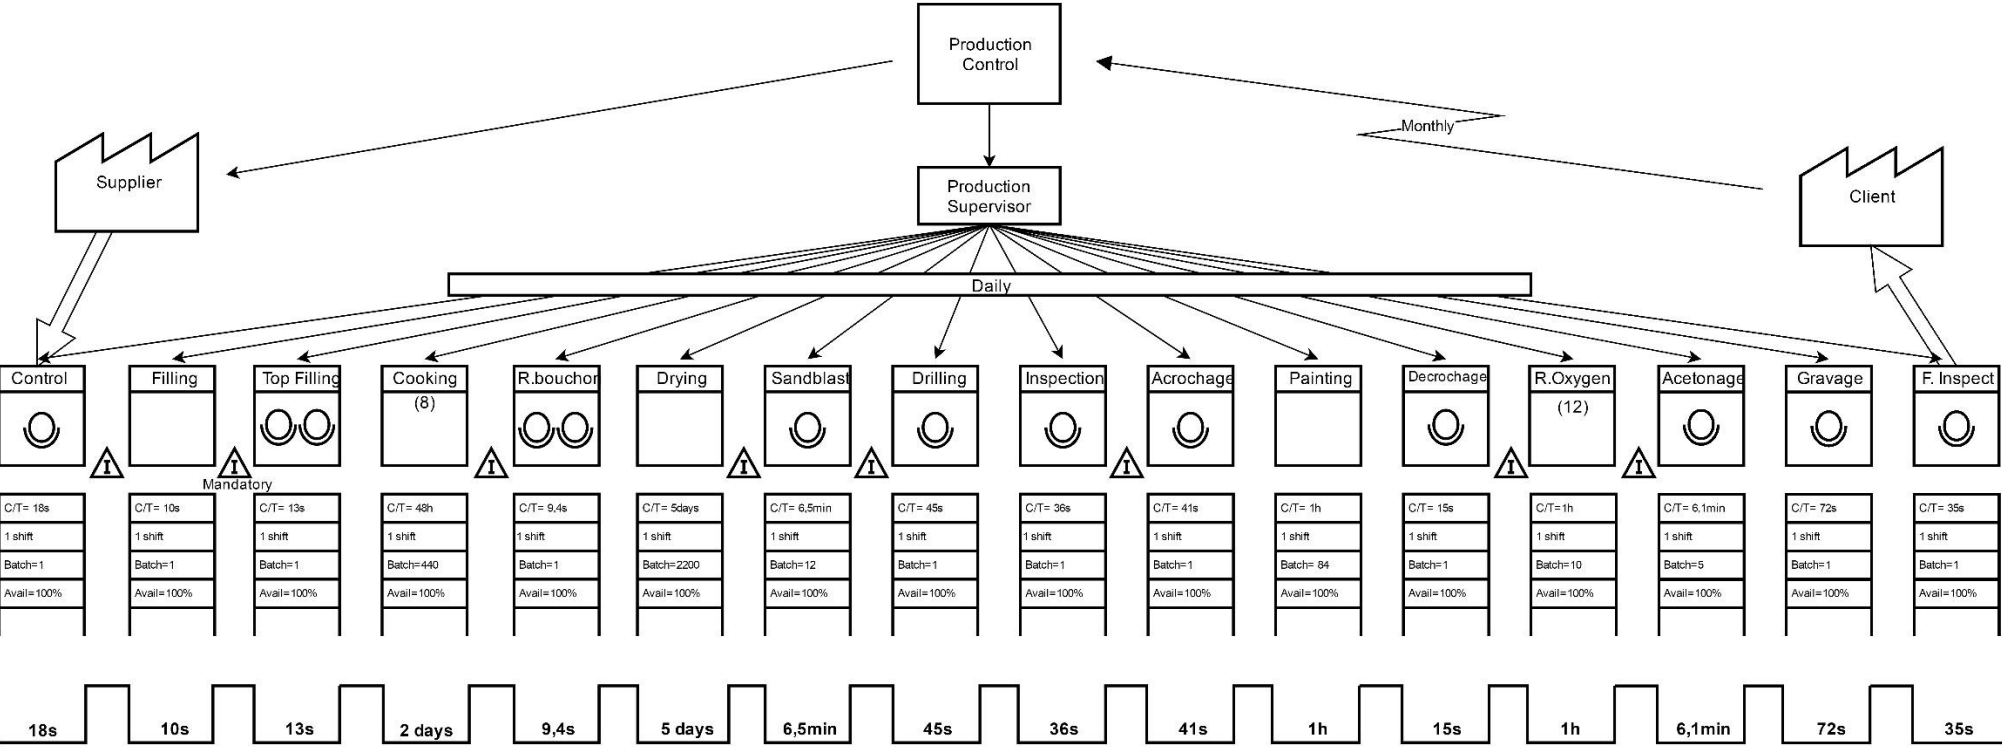 Production
Control
Monthly
Supplier
Production
Supervisor
Client
Daily
Control
Filling
Top Filling
Cooking
(8)
R.bouchor
Drying
Sandblast
Drilling
Inspection
Acrochage
Painting
Decrochage
R.Oxygen
(12)
Acetonage
Gravage
F. Inspect
I
I
I
I
I
I
I
I
Mandatory
C/T= 18s
1 shift
Batch=1
Avail=100%
C/T= 10s
1 shift
Batch=1
Avail=100%
C/T= 13s
1 shift
Batch=1
Avail=100%
C/T= 48h
1 shift
Batch=440
Avail=100%
C/T= 9,4s
1 shift
Batch=1
Avail=100%
C/T= 5days
1 shift
Batch=2200
Avail=100%
C/T= 6,5min
1 shift
Batch=12
Avail=100%
C/T= 45s
1 shift
Batch=1
Avail=100%
C/T= 36s
1 shift
Batch=1
Avail=100%
C/T= 41s
1 shift
Batch=1
Avail=100%
C/T= 1h
1 shift
Batch= 84
Avail=100%
C/T= 15s
1 shift
Batch=1
Avail=100%
C/T=1h
1 shift
Batch=10
Avail=100%
C/T= 6,1min
1 shift
Batch=5
Avail=100%
C/T= 72s
1 shift
Batch=1
Avail=100%
C/T= 35s
1 shift
Batch=1
Avail=100%
18s
10s
13s
2 days
9,4s
5 days
6,5min
45s
36s
41s
1h
15s
1h
6,1min
72s
35s